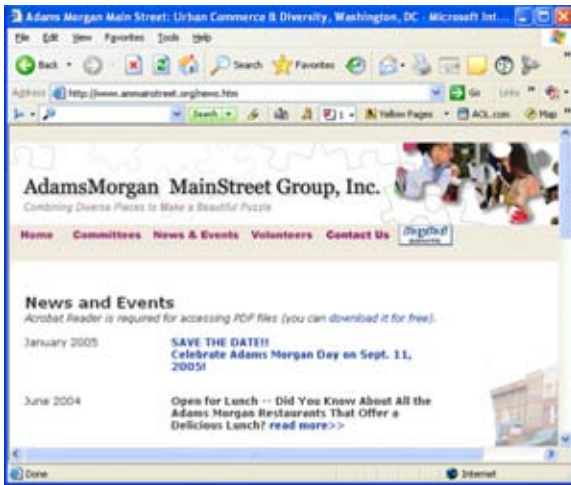 Adams Morgan Main Street: Urban Commerce & Diversity, Washington, DC - Microsoft Int...
File Edit View Favorites Tools Help
Back Search Favorites
Address http://www.ammainstreet.org/news.htm Go Links
Search 1 Yellow Pages AOL.com Map
AdamsMorgan MainStreet Group, Inc.
Combining Diverse Pieces to Make a Beautiful Puzzle
Home Committees News & Events Volunteers Contact Us
News and Events
Acrobat Reader is required for accessing PDF files (you can download it for free).
January 2005 SAVE THE DATE!!
Celebrate Adams Morgan Day on Sept. 11,
2005!
June 2004 Open for Lunch -- Did You Know About All the
Adams Morgan Restaurants That Offer a
Delicious Lunch? read more>>
Done Internet